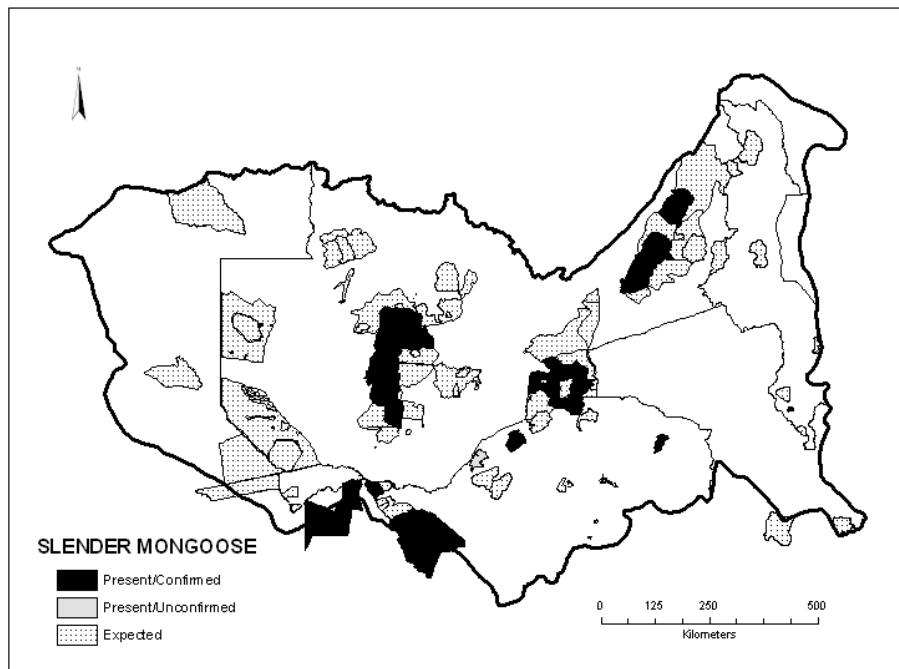 SLENDER MONGOOSE
Present/Confirmed
Present/Unconfirmed
Expected
0 125 250 500
Kilometers